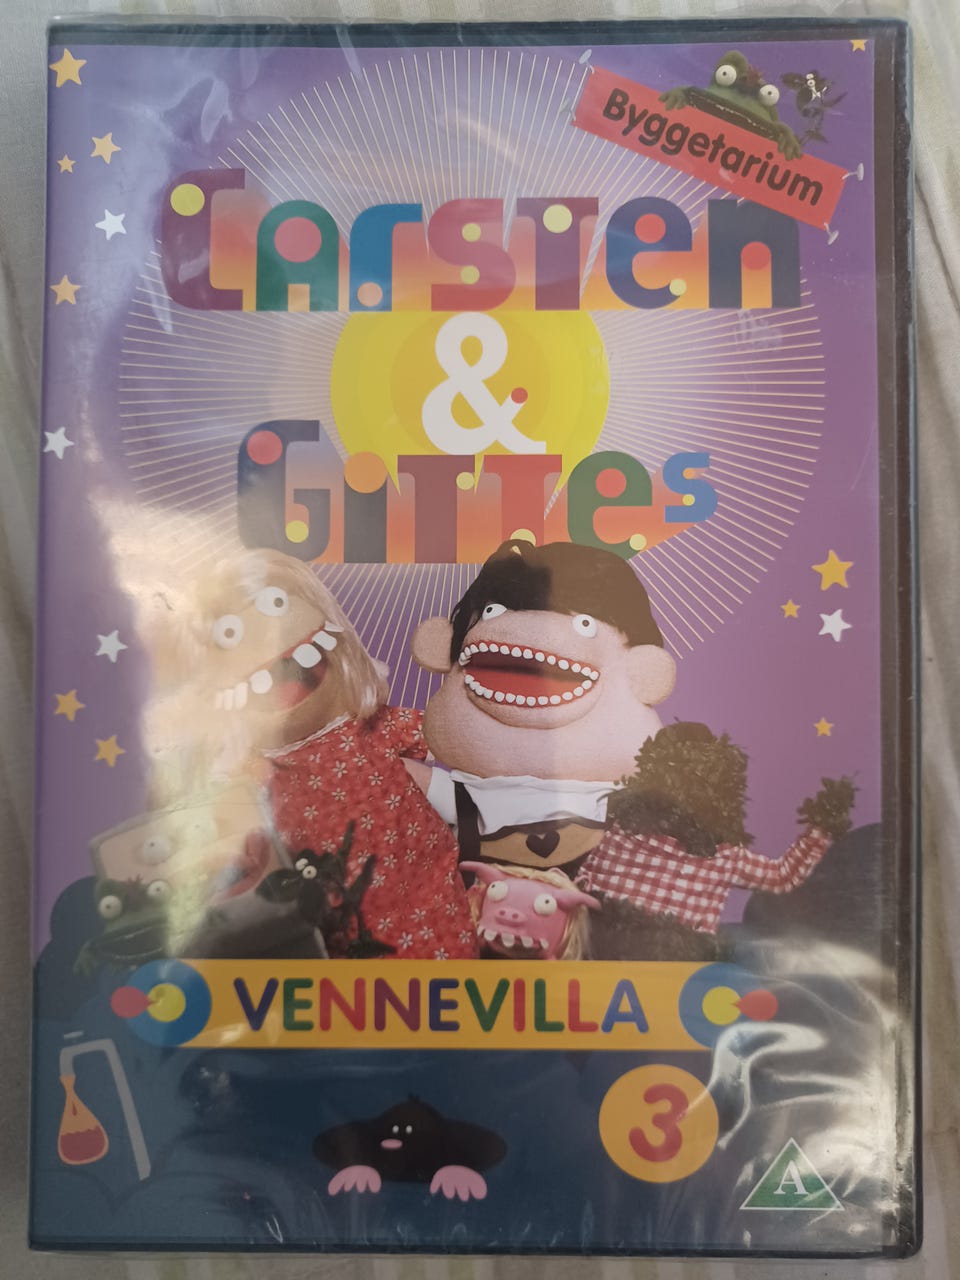 Byggetarium
Carsten
&
Gittes
VENNEVILLA
3
A